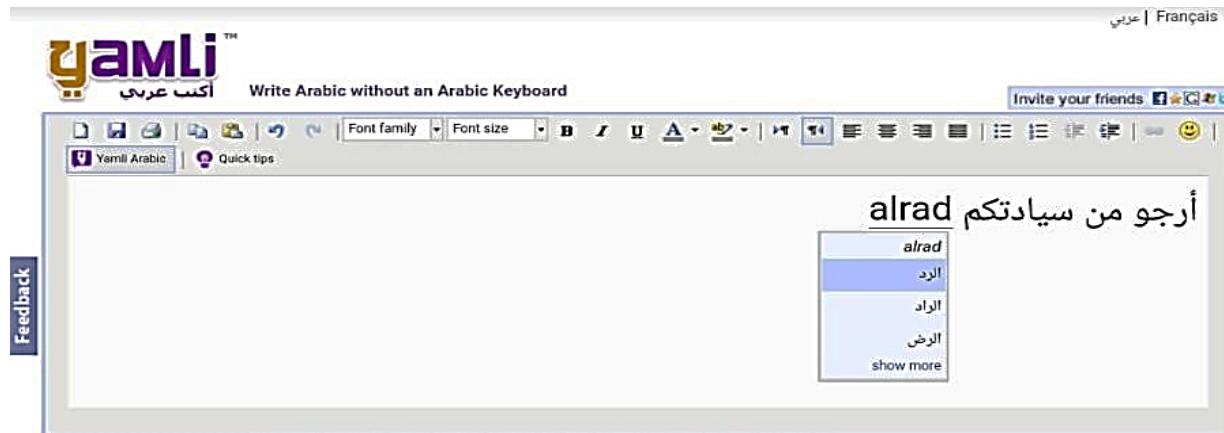 عربي | Français
yamli™
أكتب عربي
Write Arabic without an Arabic Keyboard
Invite your friends
Font family Font size B I U A ab
Yamli Arabic | Quick tips
أرجو من سيادتكم alrad
alrad
الرد
الراد
الرض
show more
Feedback